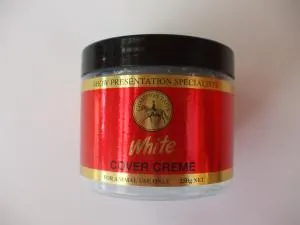 SHOW PRESENTATION SPECIALISTS
White
COVER CREME
FOR ANIMAL USE ONLY 250g NET